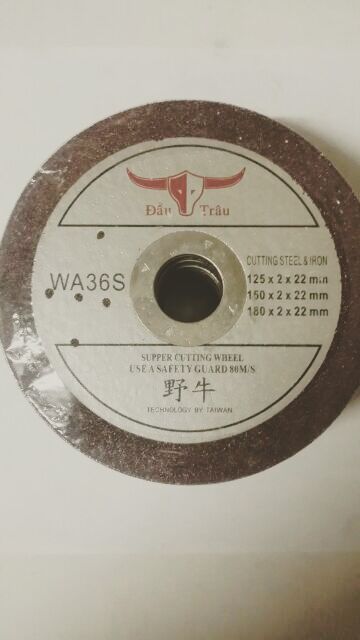 Đầu Trâu
WA36S
CUTTING STEEL & IRON
125 x 2 x 22 mm
150 x 2 x 22 mm
180 x 2 x 22 mm
SUPPER CUTTING WHEEL
USE A SAFETY GUARD 80M/S
野牛
TECHNOLOGY BY TAIWAN